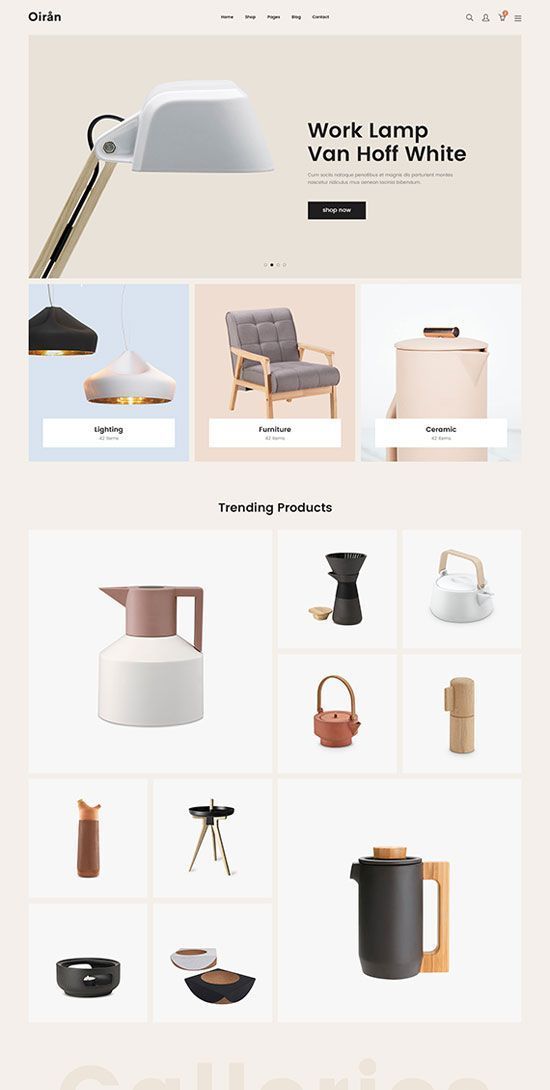 Oirån
Home Shop Pages Blog Contact
Work Lamp
Van Hoff White
Cum sociis natoque penatibus et magnis dis parturient montes
nascetur ridiculus mus aenean lacinia bibendum.
shop now
Lighting
42 items
Furniture
42 items
Ceramic
42 items
Trending Products
Galleries